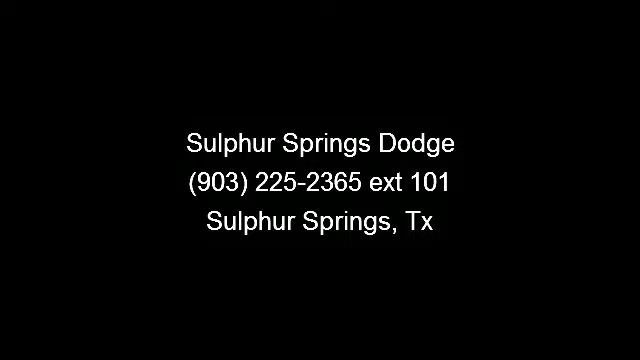 Sulphur Springs Dodge
(903) 225-2365 ext 101
Sulphur Springs, Tx